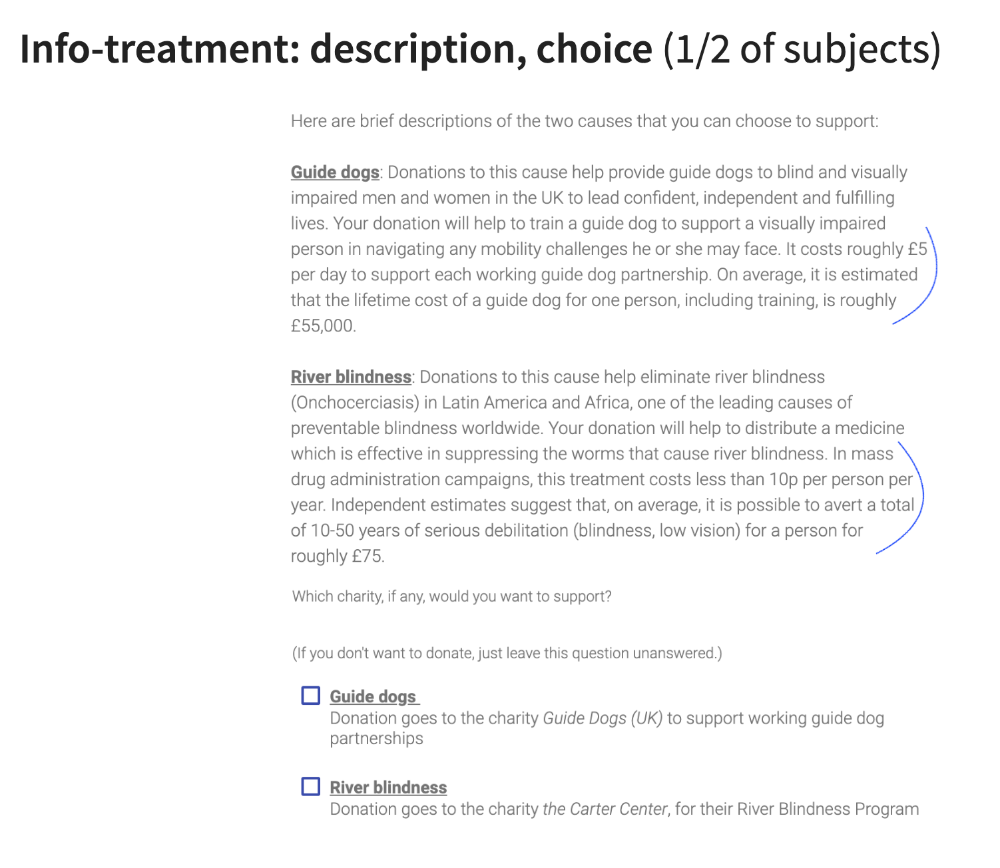 Info-treatment: description, choice (1/2 of subjects)
Here are brief descriptions of the two causes that you can choose to support:
Guide dogs: Donations to this cause help provide guide dogs to blind and visually
impaired men and women in the UK to lead confident, independent and fulfilling
lives. Your donation will help to train a guide dog to support a visually impaired
person in navigating any mobility challenges he or she may face. It costs roughly £5
per day to support each working guide dog partnership. On average, it is estimated
that the lifetime cost of a guide dog for one person, including training, is roughly
£55,000.
River blindness: Donations to this cause help eliminate river blindness
(Onchocerciasis) in Latin America and Africa, one of the leading causes of
preventable blindness worldwide. Your donation will help to distribute a medicine
which is effective in suppressing the worms that cause river blindness. In mass
drug administration campaigns, this treatment costs less than 10p per person per
year. Independent estimates suggest that, on average, it is possible to avert a total
of 10-50 years of serious debilitation (blindness, low vision) for a person for
roughly £75.
Which charity, if any, would you want to support?
(If you don't want to donate, just leave this question unanswered.)
Guide dogs
Donation goes to the charity Guide Dogs (UK) to support working guide dog
partnerships
River blindness
Donation goes to the charity the Carter Center, for their River Blindness Program